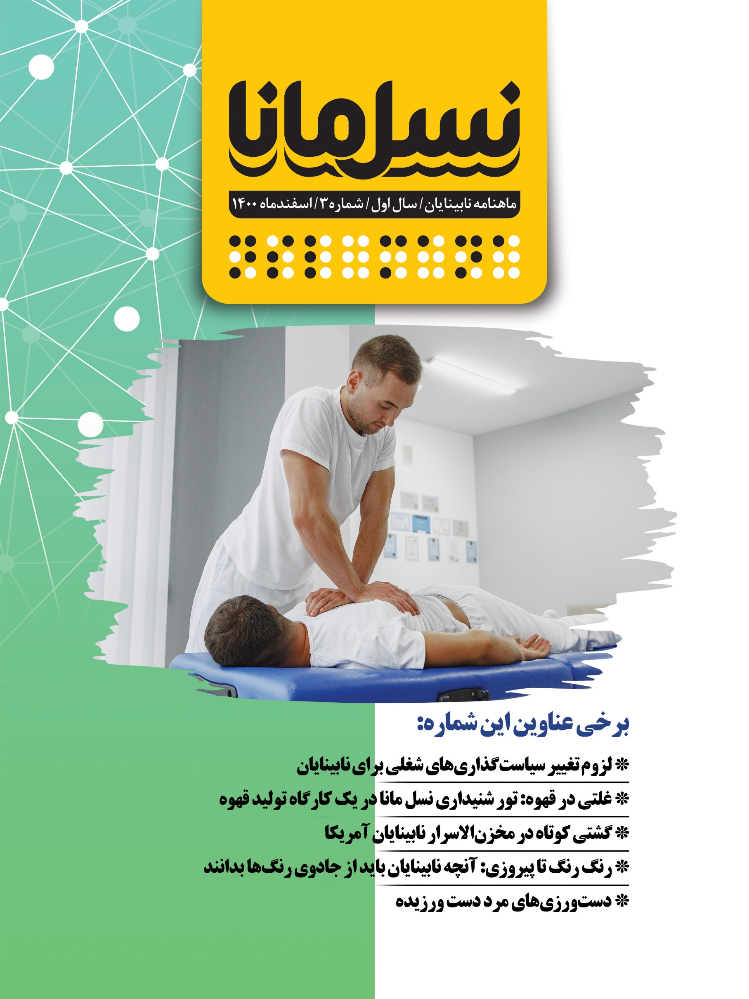 نسل مانا
ماهنامه نابینایان / سال اول / شماره ۳ / اسفندماه ۱۴۰۰
⠝⠎⠇⠀⠍⠁⠝⠁
برخی عناوین این شماره:
❊ لزوم تغییر سیاست‌گذاری‌های شغلی برای نابینایان
❊ غلتی در قهوه: تور شنیداری نسل مانا در یک کارگاه تولید قهوه
❊ گشتی کوتاه در مخزن‌الاسرار نابینایان آمریکا
❊ رنگ رنگ تا پیروزی: آنچه نابینایان باید از جادوی رنگ‌ها بدانند
❊ دست‌ورزی‌های مرد دست ورزیده